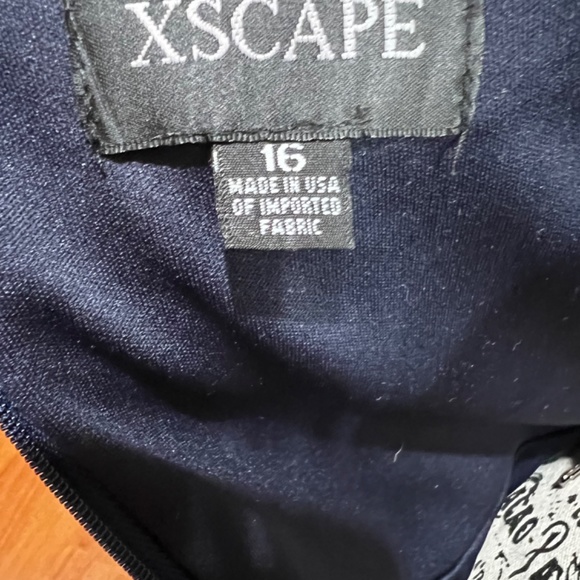 XSCAPE
16
MADE IN USA
OF IMPORTED
FABRIC